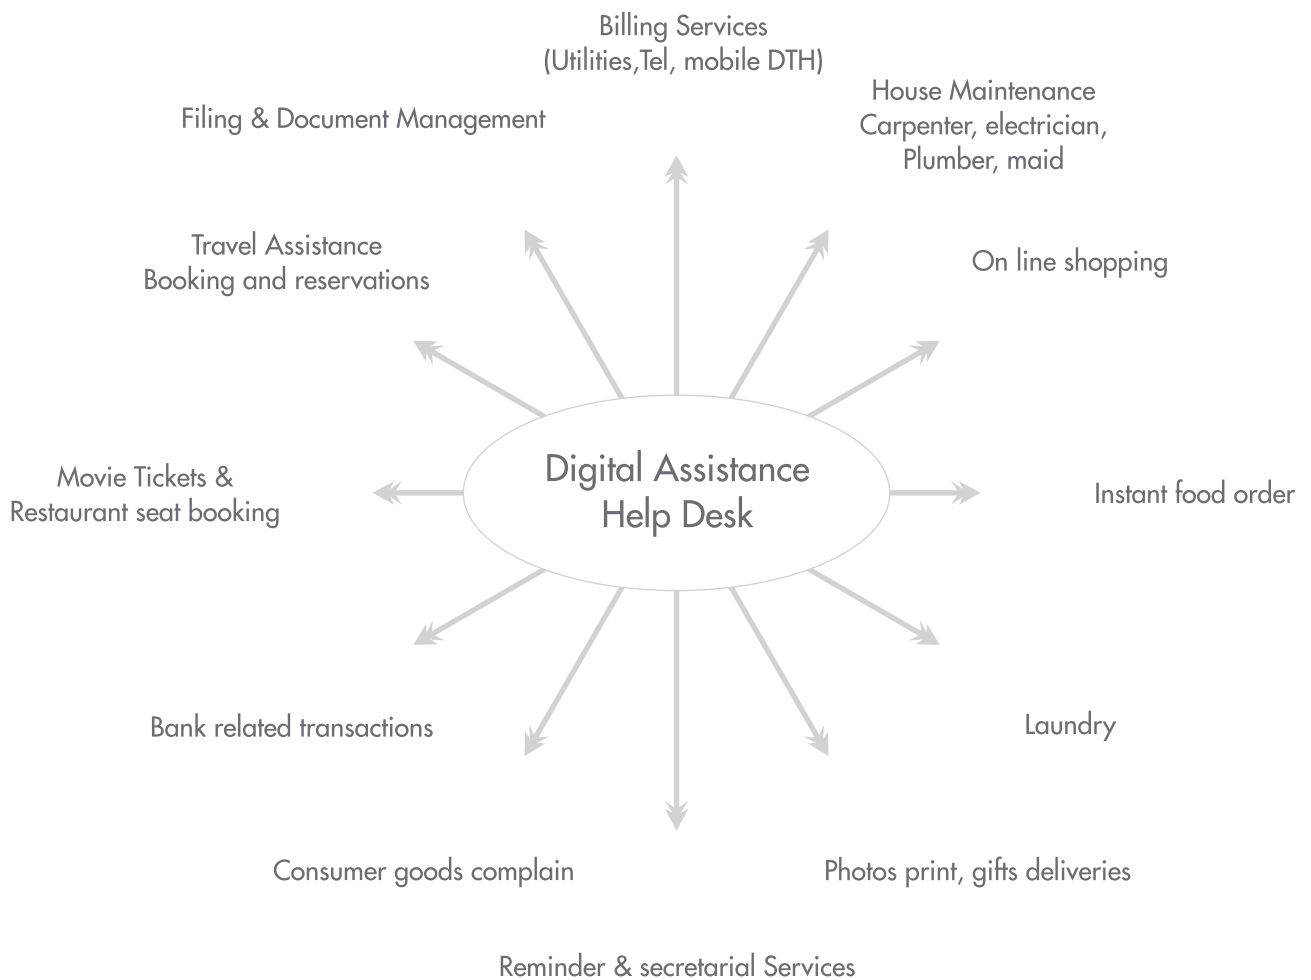 Billing Services
(Utilities,Tel, mobile DTH)
House Maintenance
Carpenter, electrician,
Plumber, maid
Filing & Document Management
Travel Assistance
Booking and reservations
On line shopping
Movie Tickets &
Restaurant seat booking
Digital Assistance
Help Desk
Instant food order
Bank related transactions
Laundry
Consumer goods complain
Photos print, gifts deliveries
Reminder & secretarial Services